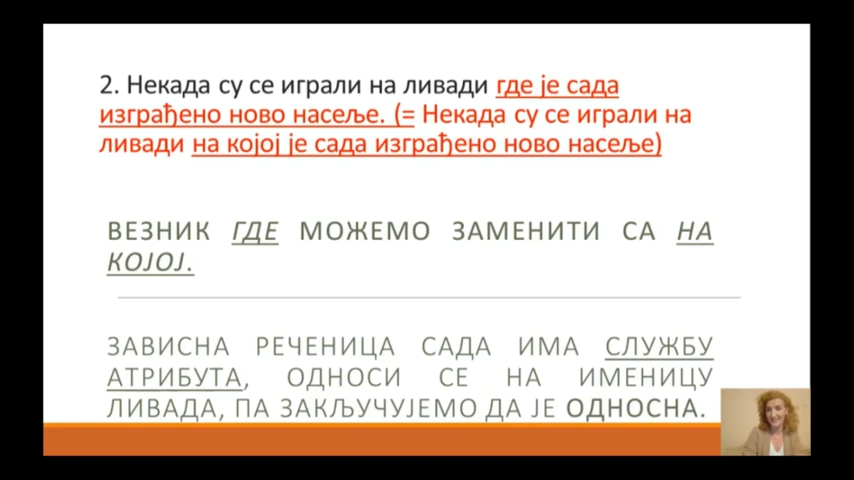 2. Некада су се играли на ливади где је сада
изграђено ново насеље. (= Некада су се играли на
ливади на којој је сада изграђено ново насеље)
ВЕЗНИК ГДЕ МОЖЕМО ЗАМЕНИТИ СА НА
КОЈОЈ.
ЗАВИСНА РЕЧЕНИЦА САДА ИМА СЛУЖБУ
АТРИБУТА, ОДНОСИ СЕ НА ИМЕНИЦУ
ЛИВАДА, ПА ЗАКЉУЧУЈЕМО ДА ЈЕ ОДНОСНА.